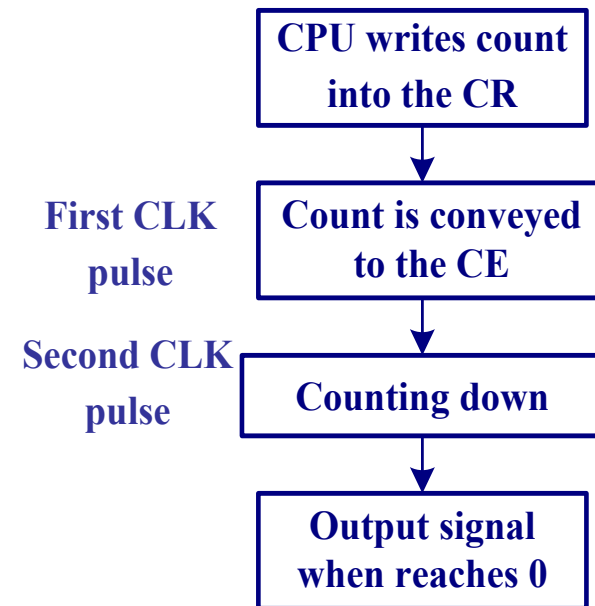 CPU writes count
into the CR
First CLK
pulse
Count is conveyed
to the CE
Second CLK
pulse
Counting down
Output signal
when reaches 0